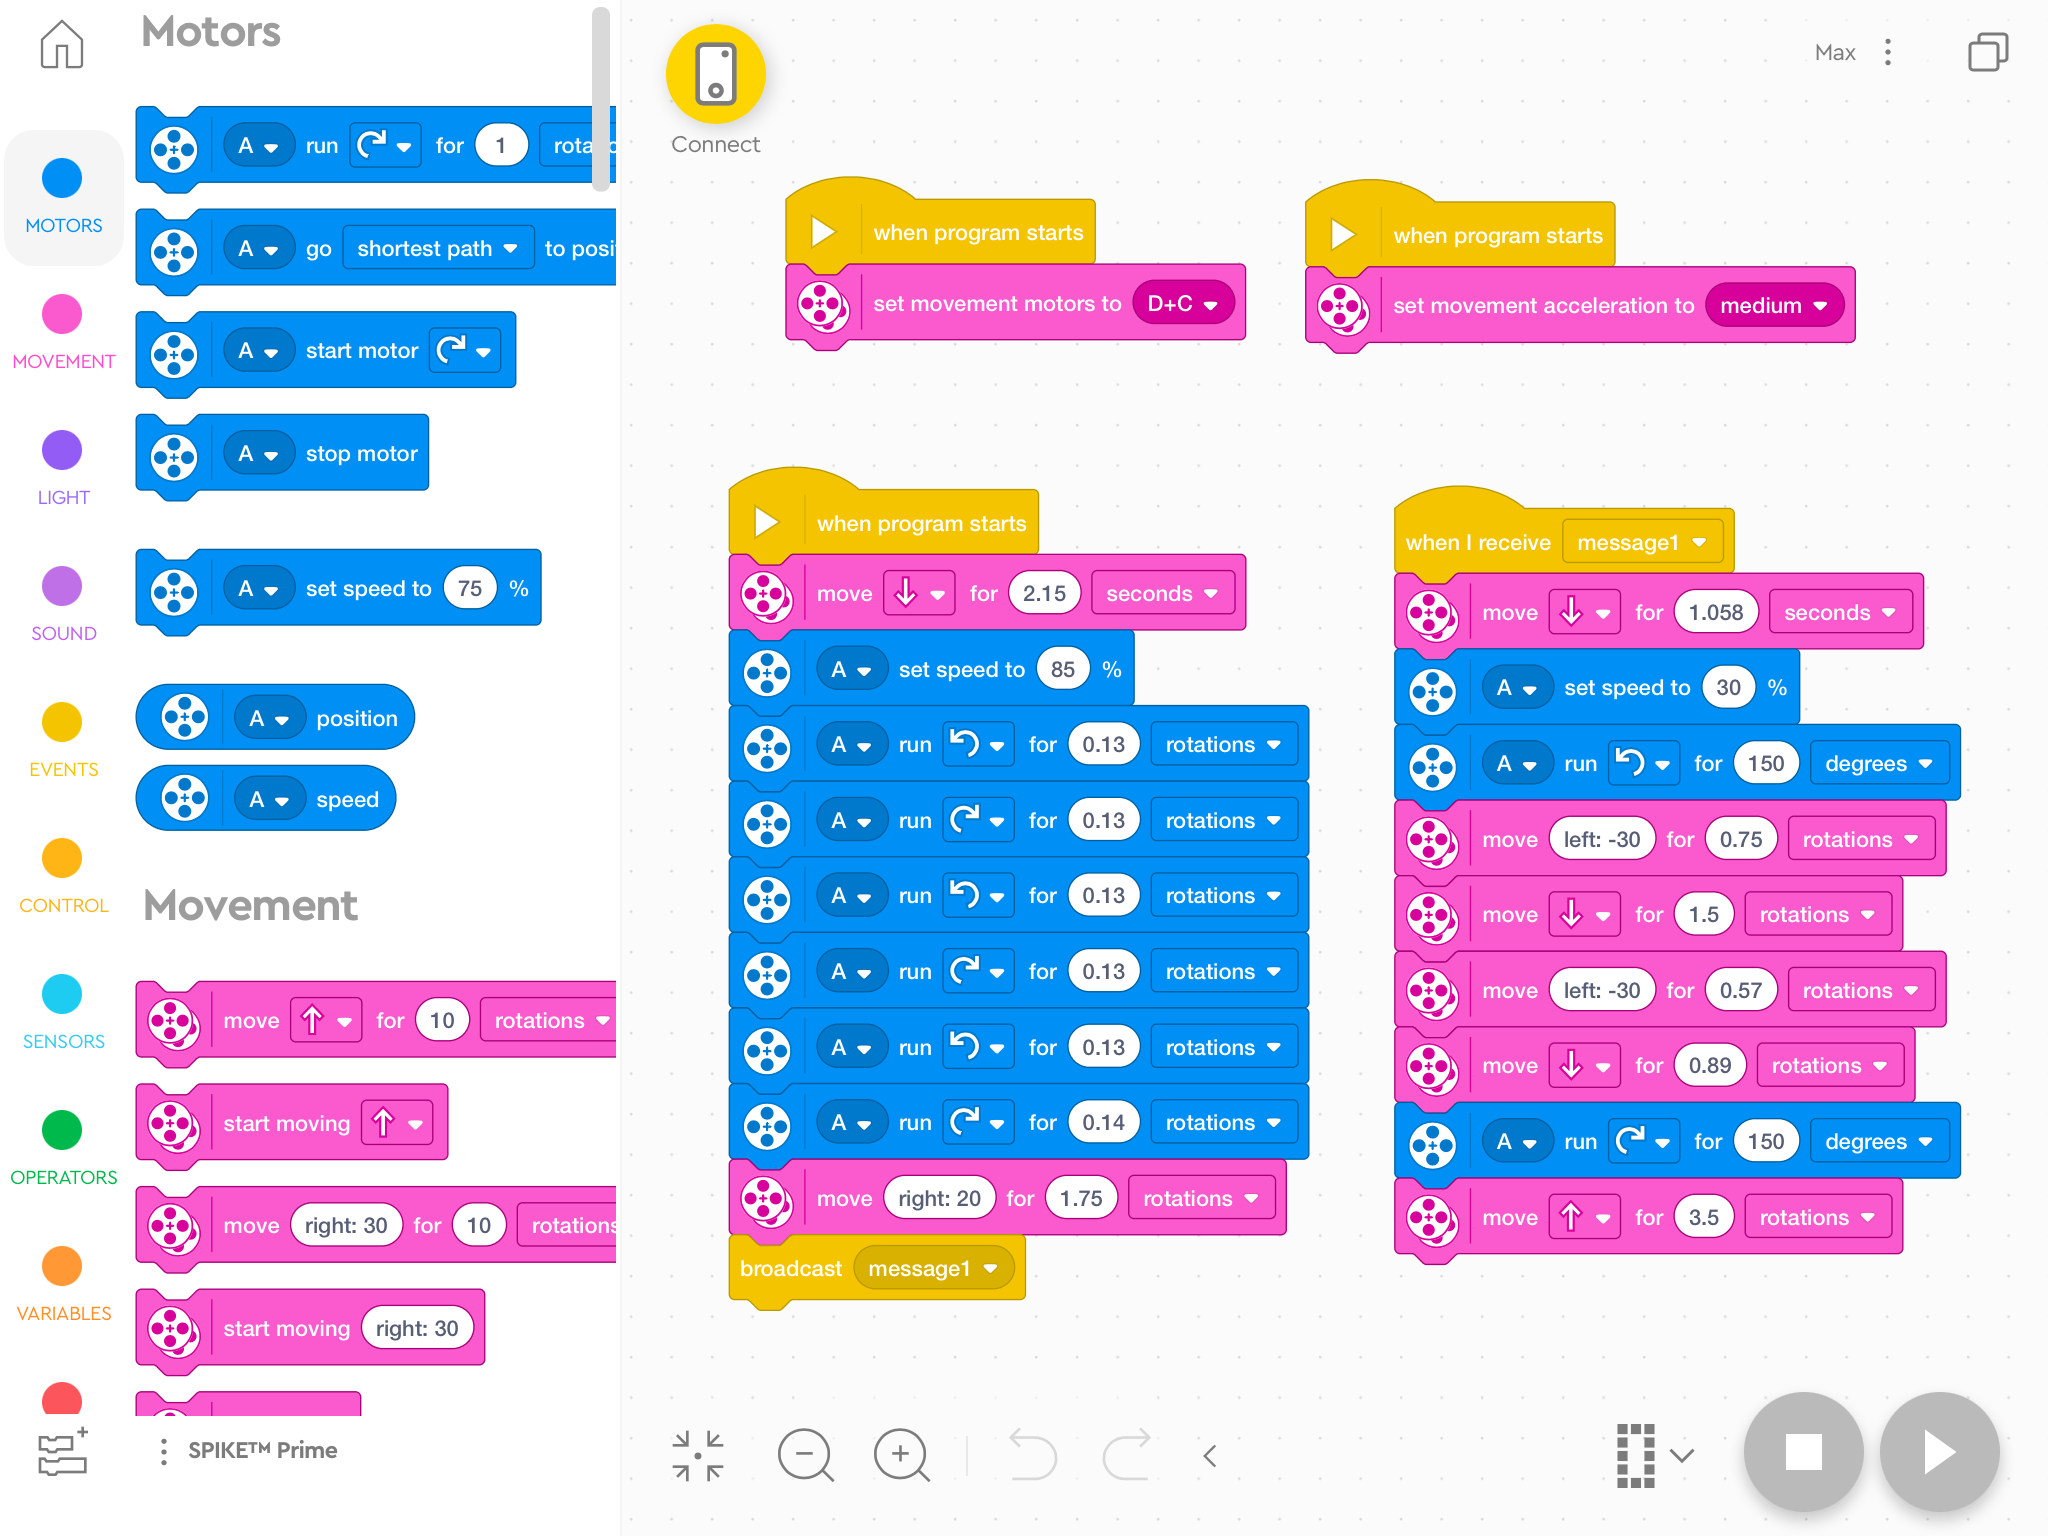 Motors
A run for 1 rotatio
A go shortest path to posi
A start motor
A stop motor
A set speed to 75 %
A position
A speed
Movement
move for 10 rotations
start moving
move right: 30 for 10 rotations
start moving right: 30
MOTORS
MOVEMENT
LIGHT
SOUND
EVENTS
CONTROL
SENSORS
OPERATORS
VARIABLES
SPIKE™ Prime
Connect
Max
when program starts
set movement motors to D+C
when program starts
set movement acceleration to medium
when program starts
move for 2.15 seconds
A set speed to 85 %
A run for 0.13 rotations
A run for 0.13 rotations
A run for 0.13 rotations
A run for 0.13 rotations
A run for 0.13 rotations
A run for 0.14 rotations
move right: 20 for 1.75 rotations
broadcast message1
when I receive message1
move for 1.058 seconds
A set speed to 30 %
A run for 150 degrees
move left: -30 for 0.75 rotations
move for 1.5 rotations
move left: -30 for 0.57 rotations
move for 0.89 rotations
A run for 150 degrees
move for 3.5 rotations